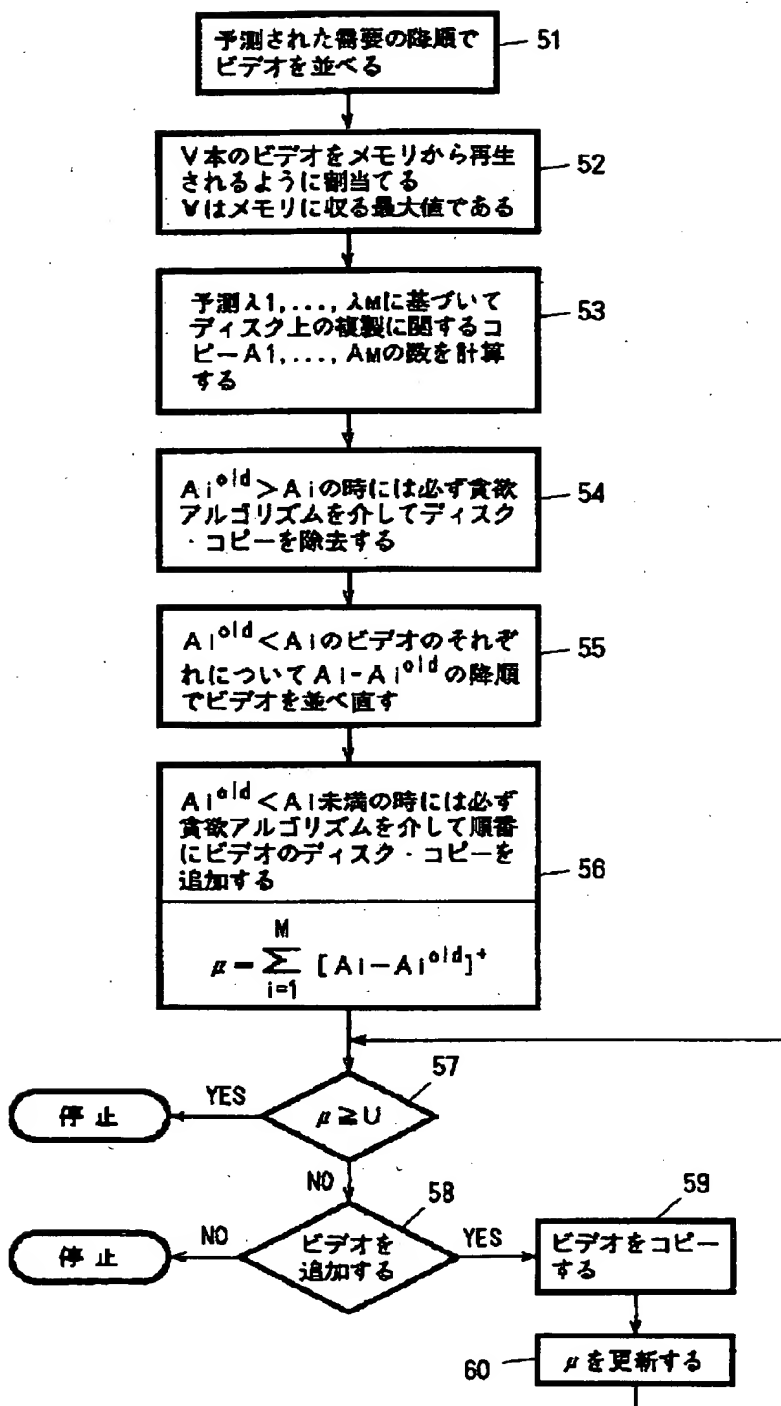 予測された需要の降順で
ビデオを並べる
51
V本のビデオをメモリから再生
されるように割当てる
Vはメモリに収る最大値である
52
予測λ1,..., λMに基づいて
ディスク上の複製に関するコ
ピーA1,..., AMの数を計算
する
53
Ai^old>Aiの時には必ず貪欲
アルゴリズムを介してディスク
・コピーを除去する
54
Ai^old<Aiのビデオのそれぞ
れについてAi-Ai^oldの降順
でビデオを並べ直す
55
Ai^old<Ai未満の時には必ず
貪欲アルゴリズムを介して順番
にビデオのディスク・コピーを
追加する
56
μ=∑_{i=1}^{M} [Ai-Ai^old]^+
57
YES
停止
μ≧U
NO
58
NO
停止
ビデオを
追加する
YES
59
ビデオをコピー
する
60
μを更新する